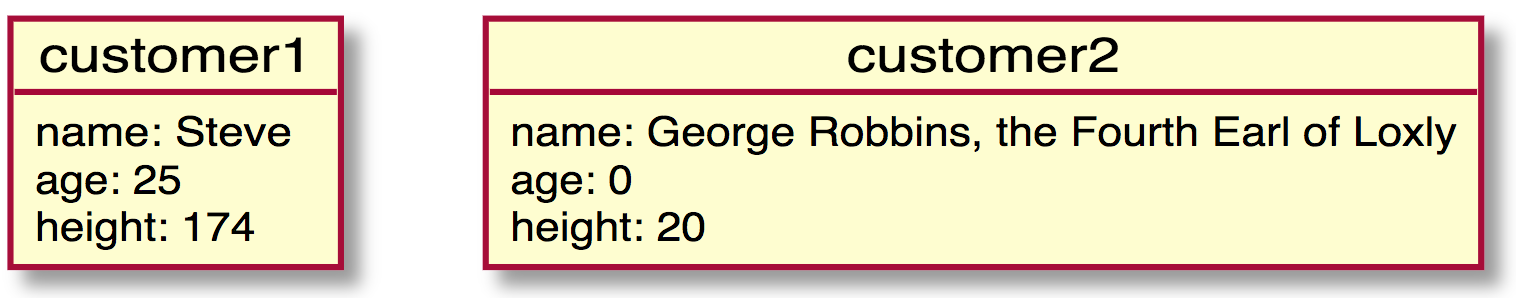 customer1
name: Steve
age: 25
height: 174
customer2
name: George Robbins, the Fourth Earl of Loxly
age: 0
height: 20